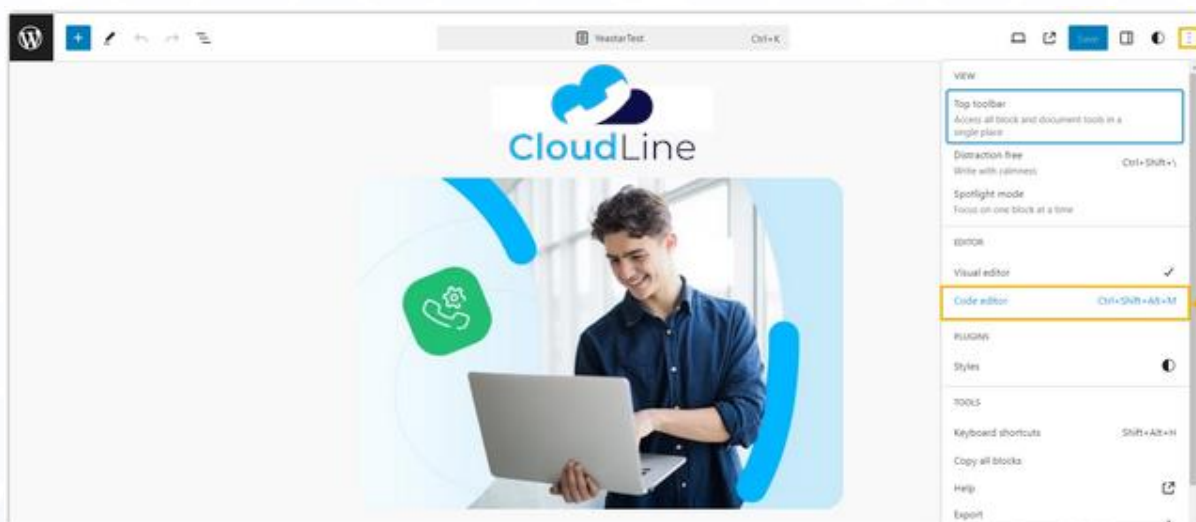 YeastarTest Ctrl+K
Save
CloudLine
VIEW
Top toolbar
Access all block and document tools in a
single place
Distraction free Ctrl+Shift+\
Write with calmness
Spotlight mode
Focus on one block at a time
EDITOR
Visual editor
Code editor Ctrl+Shift+Alt+M
PLUGINS
Styles
TOOLS
Keyboard shortcuts Shift+Alt+H
Copy all blocks
Help
Export